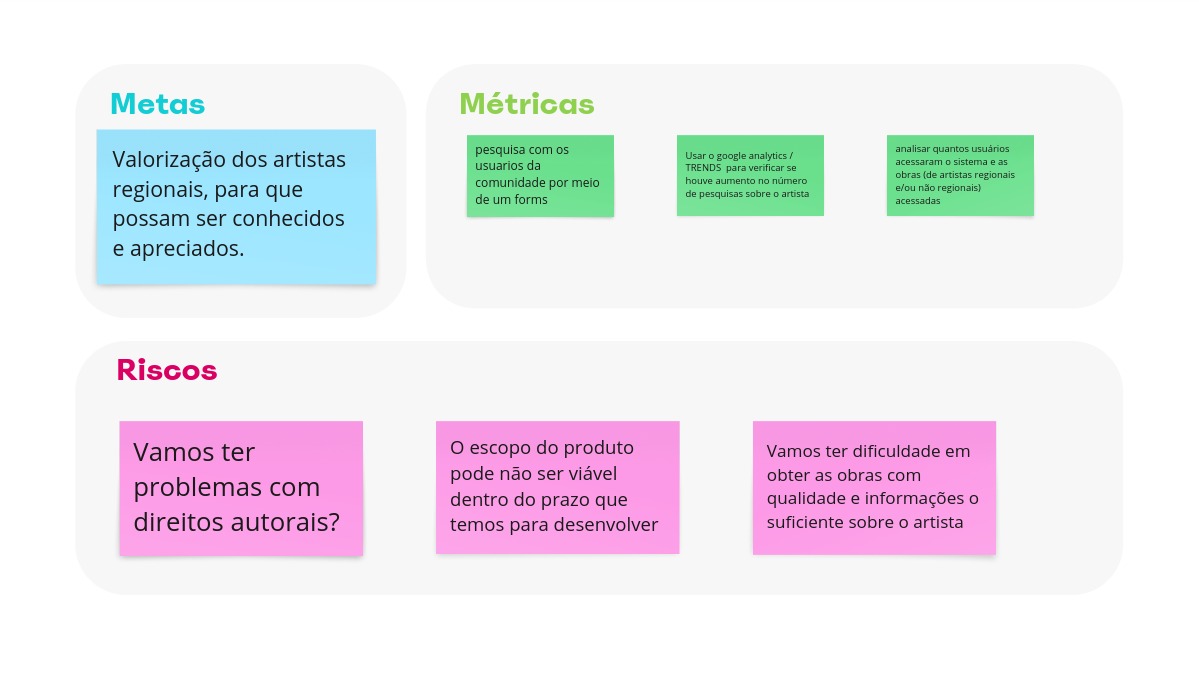 Metas
Valorização dos artistas
regionais, para que
possam ser conhecidos
e apreciados.
Métricas
pesquisa com os
usuarios da
comunidade por meio
de um forms
Usar o google analytics /
TRENDS  para verificar se
houve aumento no número
de pesquisas sobre o artista
analisar quantos usuários
acessaram o sistema e as
obras (de artistas regionais
e/ou não regionais)
acessadas
Riscos
Vamos ter
problemas com
direitos autorais?
O escopo do produto
pode não ser viável
dentro do prazo que
temos para desenvolver
Vamos ter dificuldade em
obter as obras com
qualidade e informações o
suficiente sobre o artista